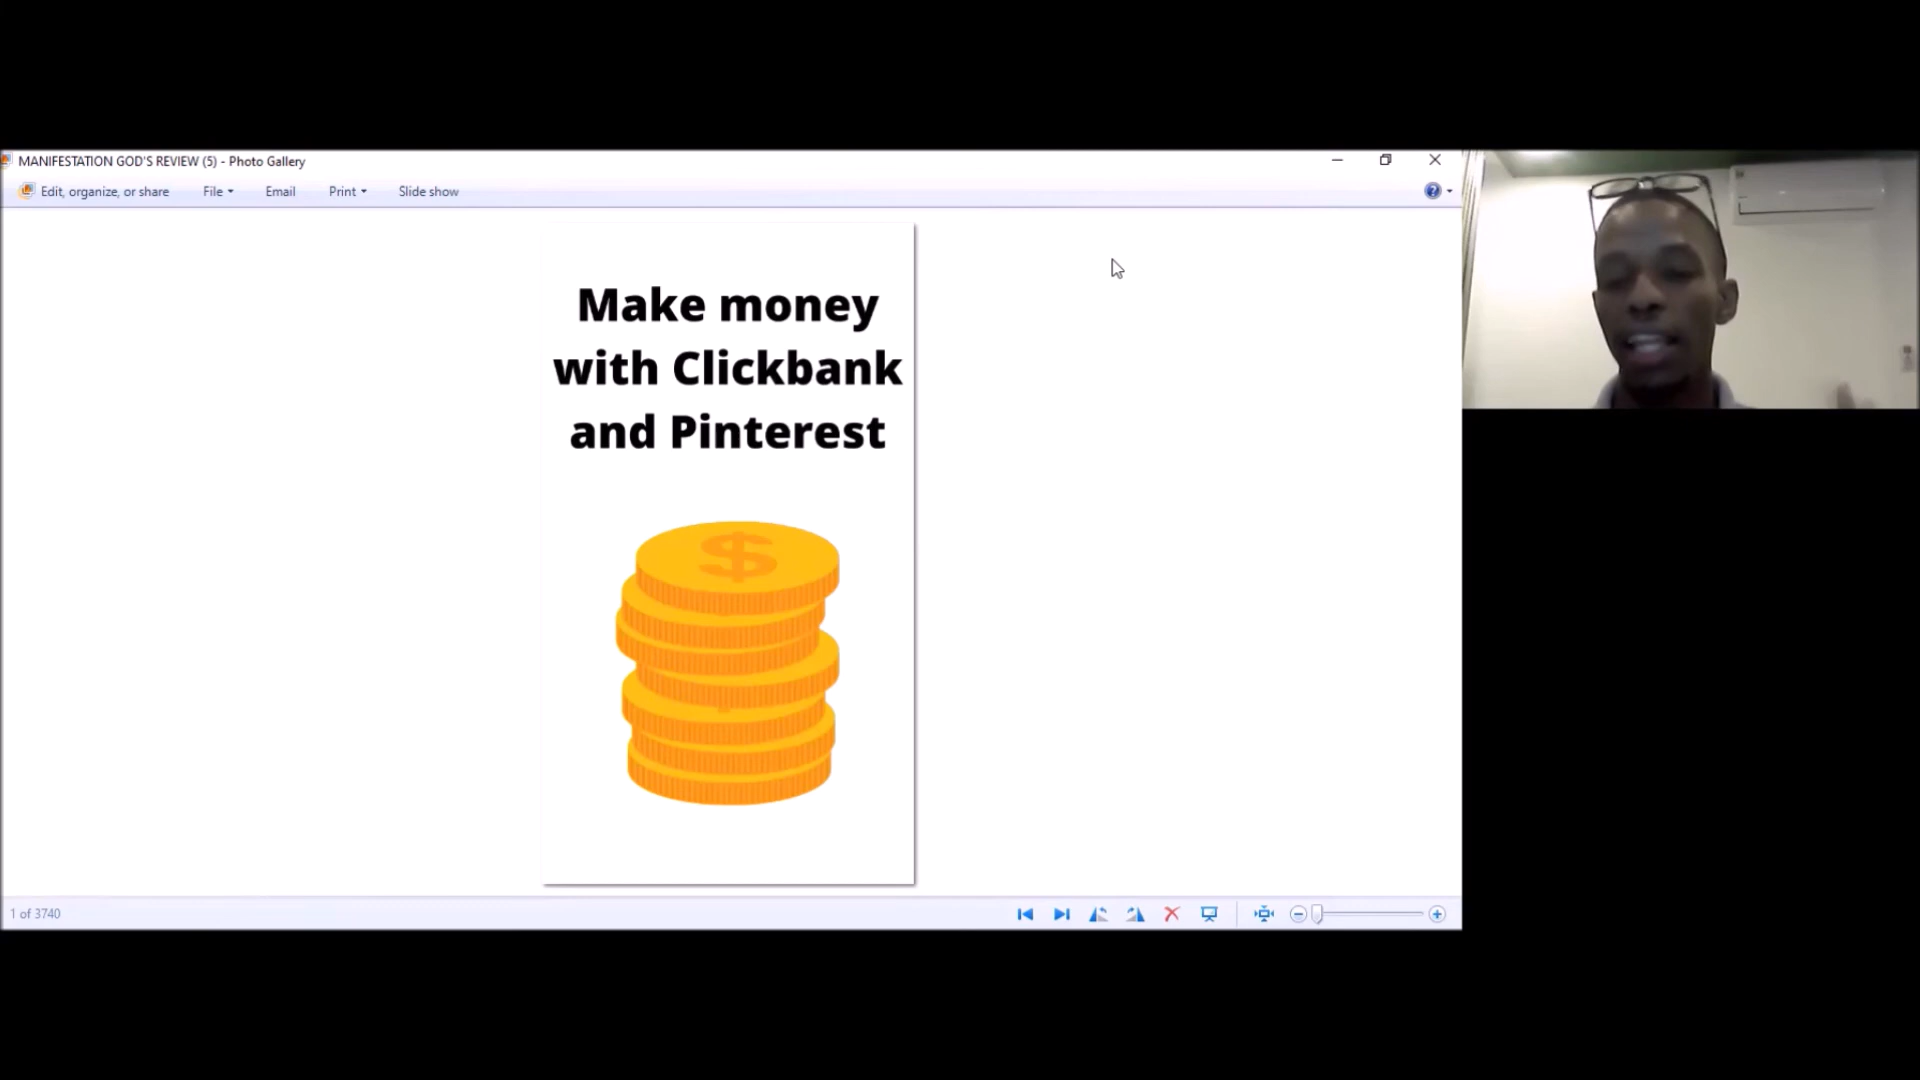 MANIFESTATION GOD'S REVIEW (5) - Photo Gallery
Edit, organize, or share File Email Print Slide show
Make money
with Clickbank
and Pinterest
$
1 of 3740